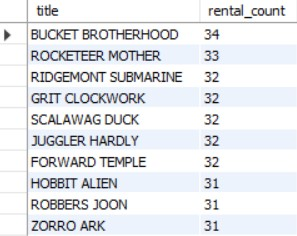 title rental_count
BUCKET BROTHERHOOD 34
ROCKETEER MOTHER 33
RIDGEMONT SUBMARINE 32
GRIT CLOCKWORK 32
SCALAWAG DUCK 32
JUGGLER HARDLY 32
FORWARD TEMPLE 32
HOBBIT ALIEN 31
ROBBERS JOON 31
ZORRO ARK 31